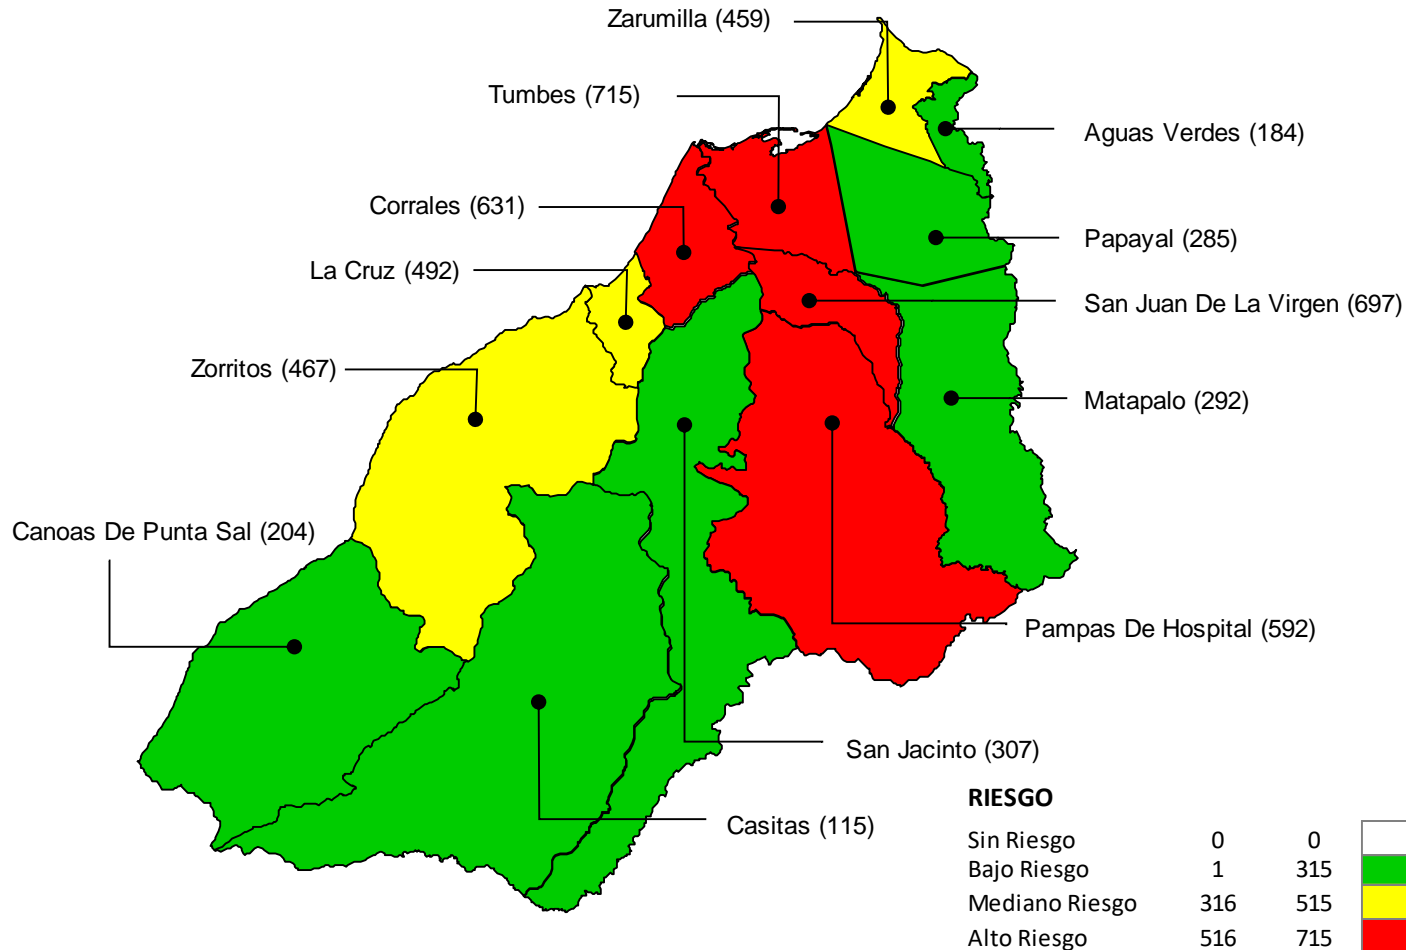 Zarumilla (459)
Tumbes (715)
Aguas Verdes (184)
Corrales (631)
Papayal (285)
La Cruz (492)
San Juan De La Virgen (697)
Zorritos (467)
Matapalo (292)
Canoas De Punta Sal (204)
Pampas De Hospital (592)
San Jacinto (307)
Casitas (115)
RIESGO
Sin Riesgo 0 0
Bajo Riesgo 1 315
Mediano Riesgo 316 515
Alto Riesgo 516 715